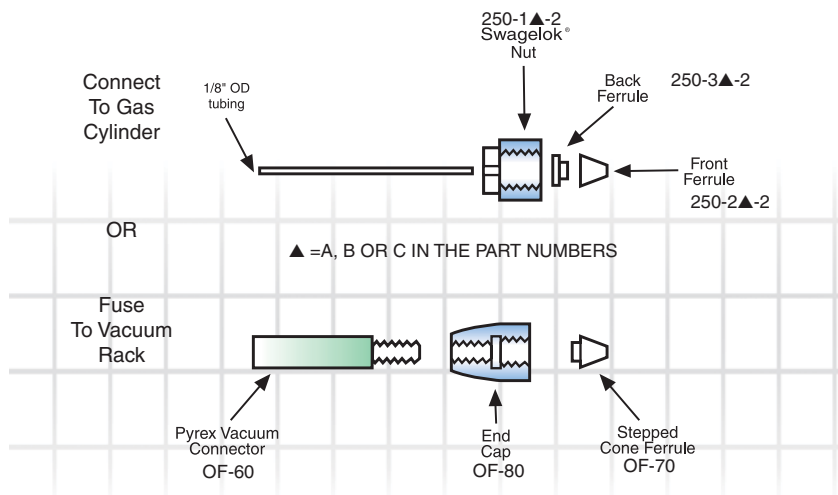 250-1▲-2
Swagelok®
Nut
Connect
To Gas
Cylinder
1/8" OD
tubing
Back
Ferrule
250-3▲-2
Front
Ferrule
250-2▲-2
OR
▲ =A, B OR C IN THE PART NUMBERS
Fuse
To Vacuum
Rack
Pyrex Vacuum
Connector
OF-60
End
Cap
OF-80
Stepped
Cone Ferrule
OF-70